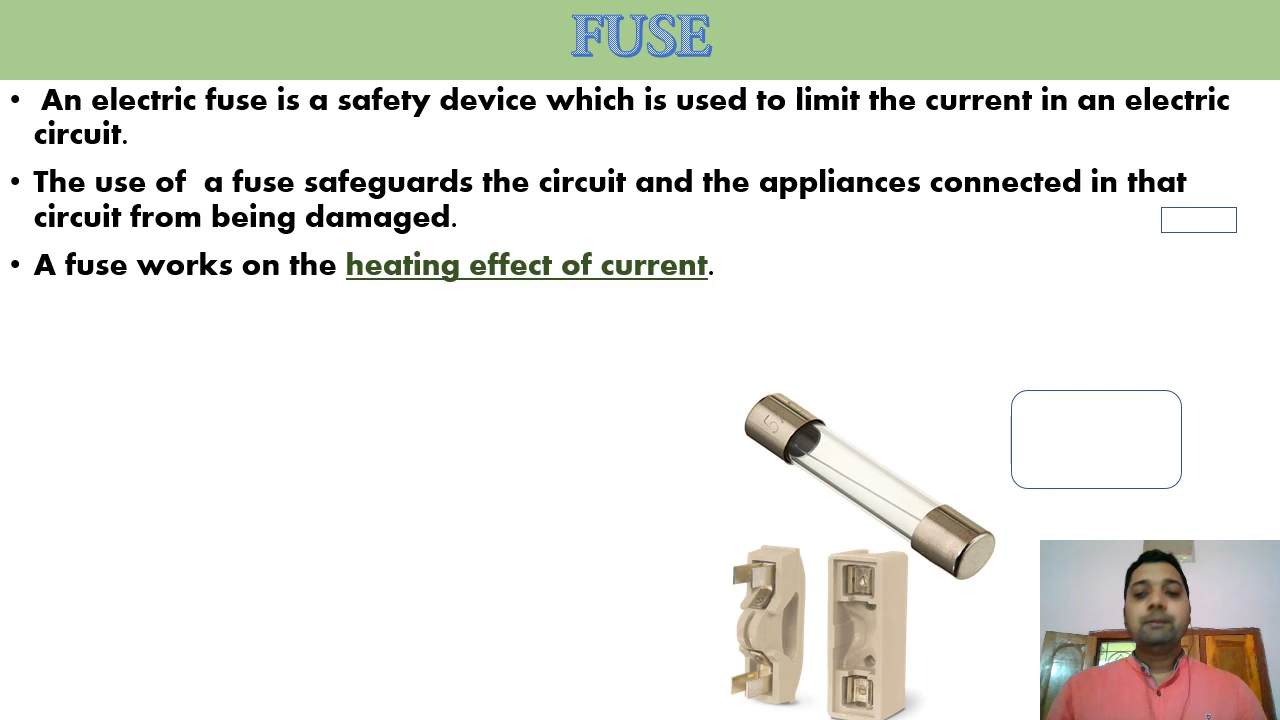 FUSE
• An electric fuse is a safety device which is used to limit the current in an electric
circuit.
• The use of a fuse safeguards the circuit and the appliances connected in that
circuit from being damaged.
• A fuse works on the heating effect of current.